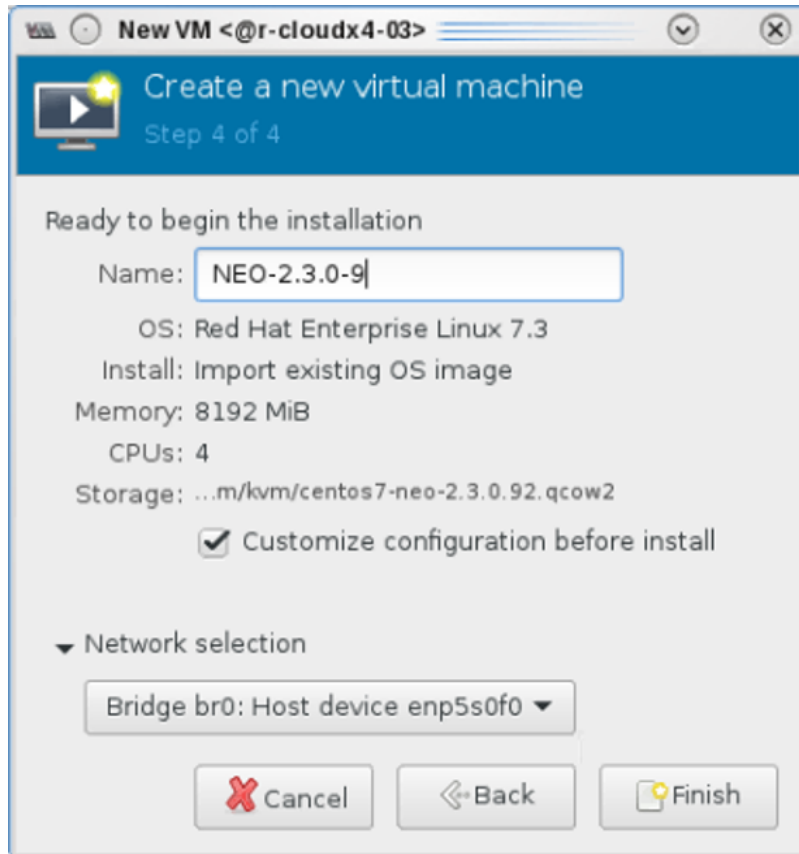 New VM <@r-cloudx4-03>
Create a new virtual machine
Step 4 of 4
Ready to begin the installation
Name: NEO-2.3.0-9
OS: Red Hat Enterprise Linux 7.3
Install: Import existing OS image
Memory: 8192 MiB
CPUs: 4
Storage: ...m/kvm/centos7-neo-2.3.0.92.qcow2
Customize configuration before install
Network selection
Bridge br0: Host device enp5s0f0
Cancel Back Finish